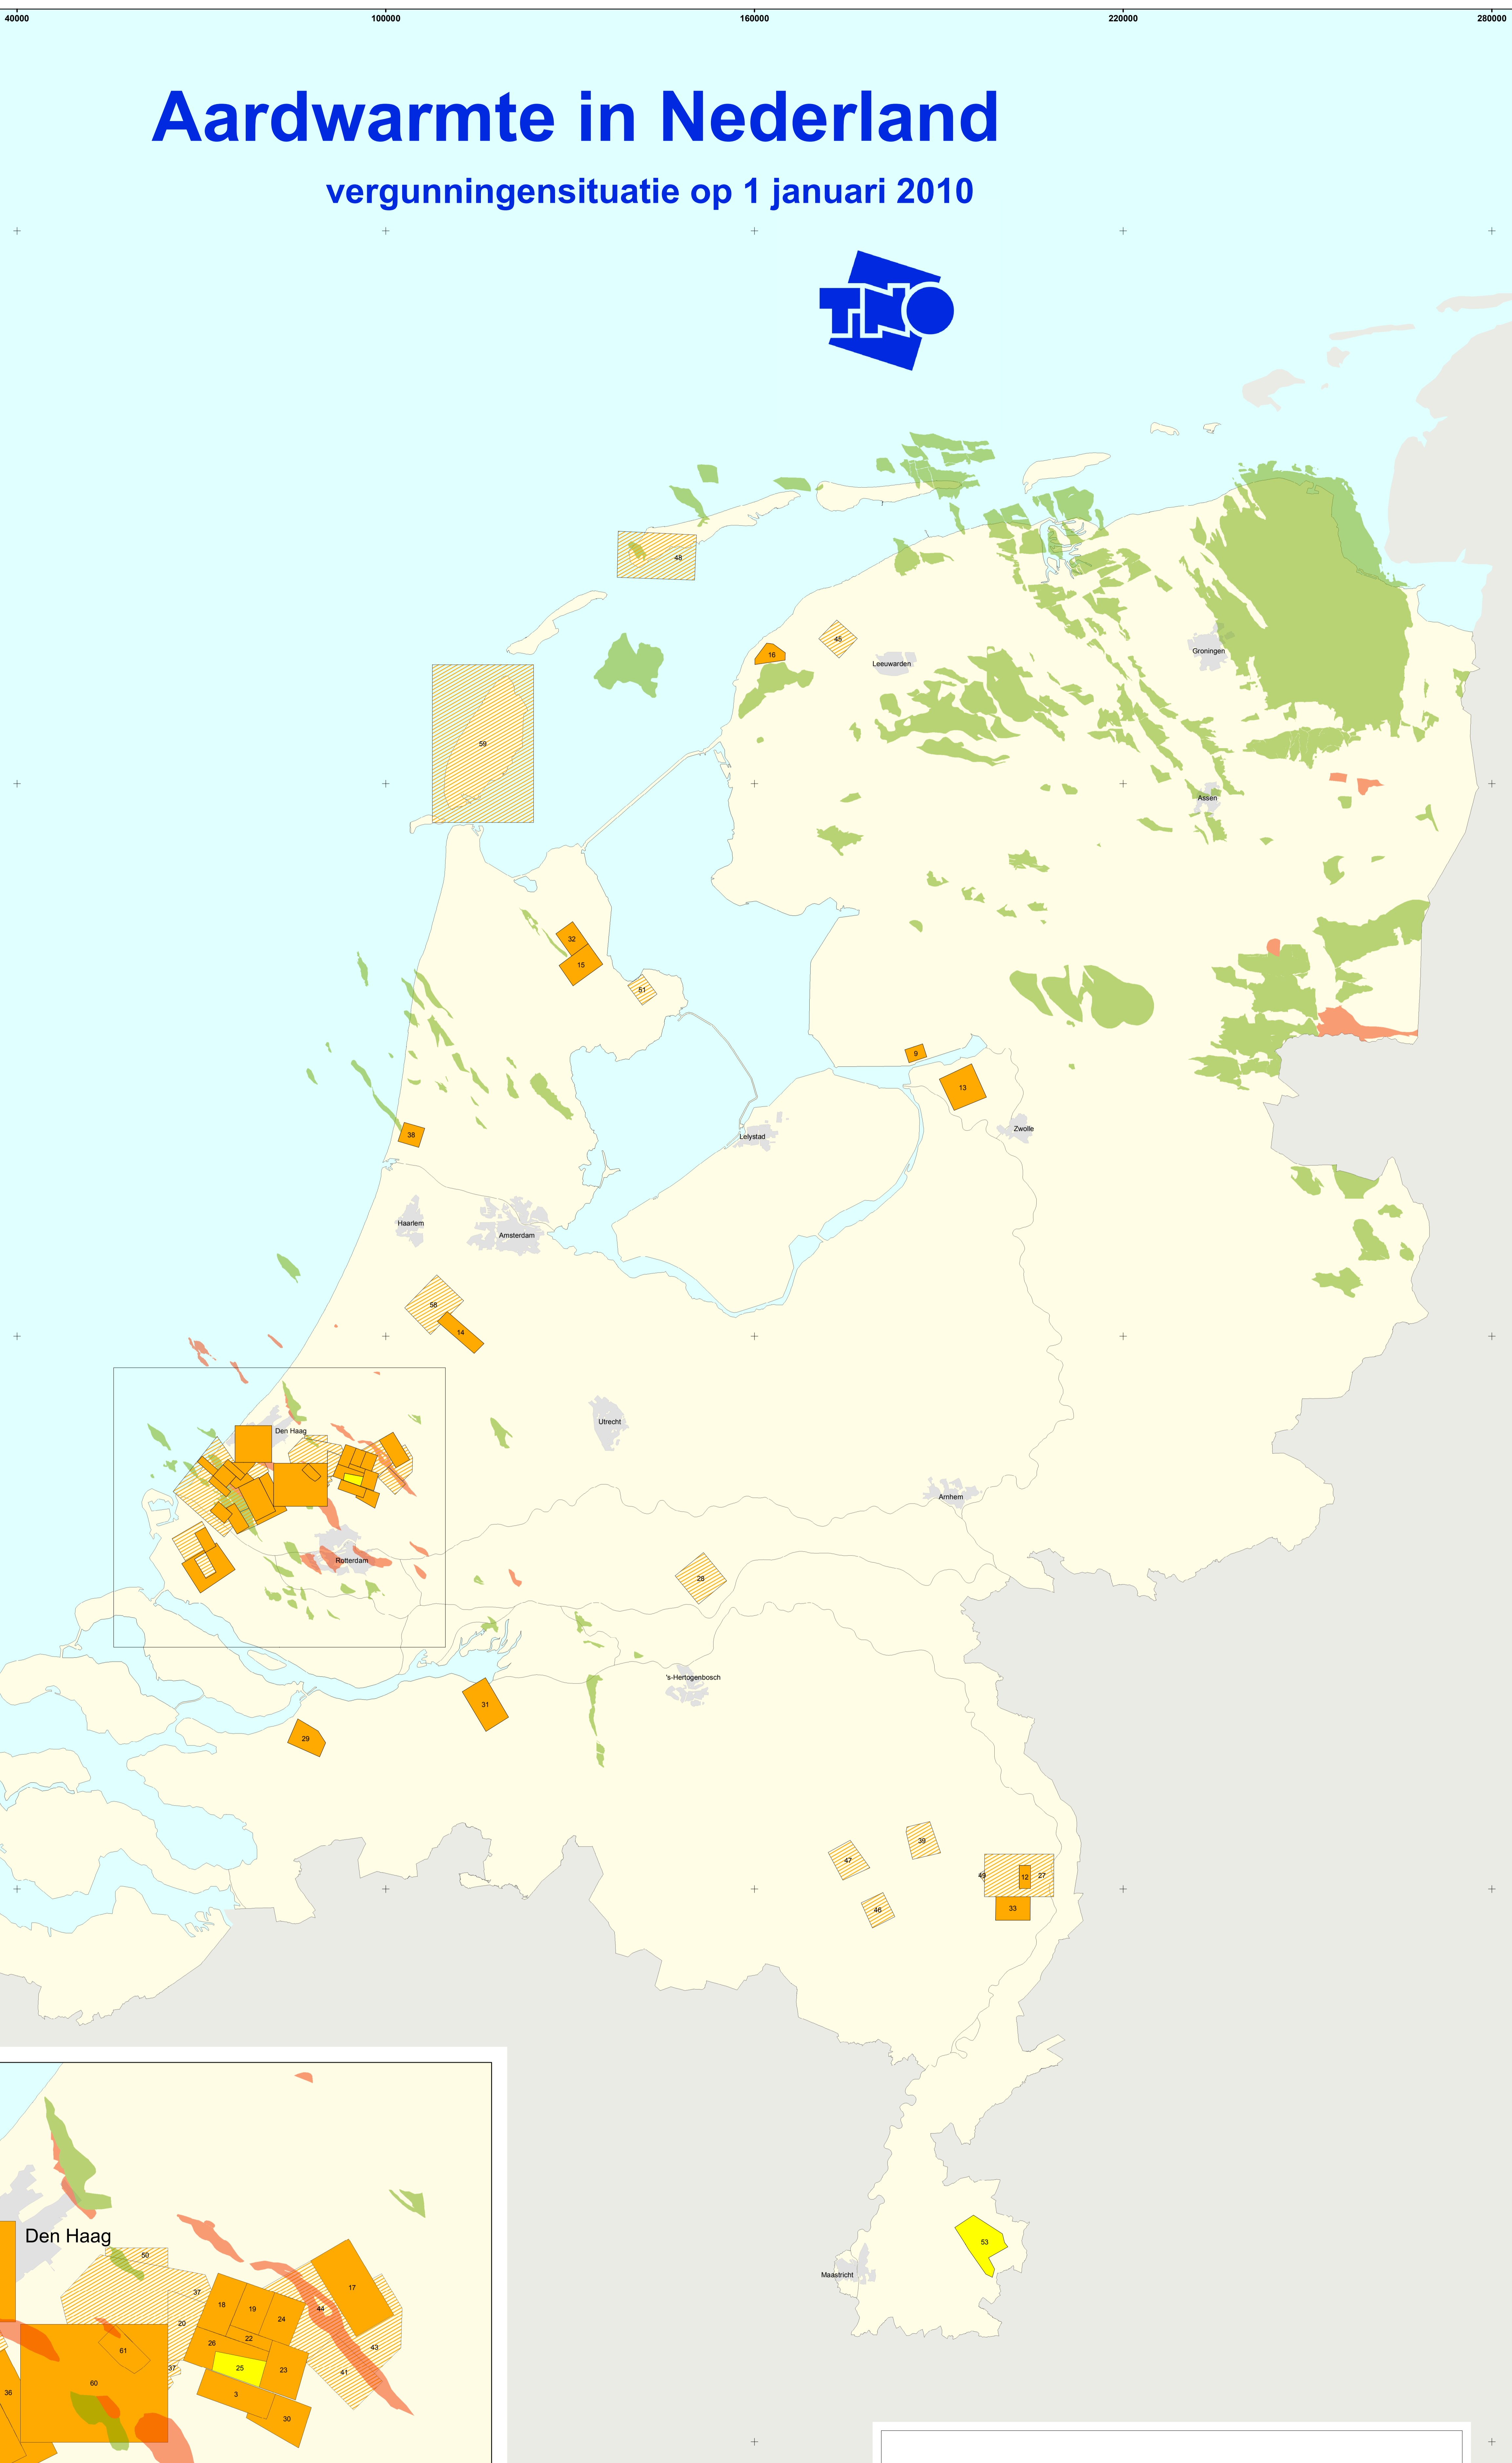 40000 100000 160000 220000 280000
Aardwarmte in Nederland
vergunningensituatie op 1 januari 2010
TNO
48
48
16
Leeuwarden
Groningen
59
Assen
32
15
51
9
13
38
Lelystad
Zwolle
Haarlem
Amsterdam
58
14
Utrecht
Den Haag
Arnhem
Rotterdam
28
's-Hertogenbosch
31
29
39
47
49
12
27
46
33
53
Maastricht
Den Haag
50
17
37
18
19
24
44
20
22
26
43
61
25
23
37
41
60
36
3
30